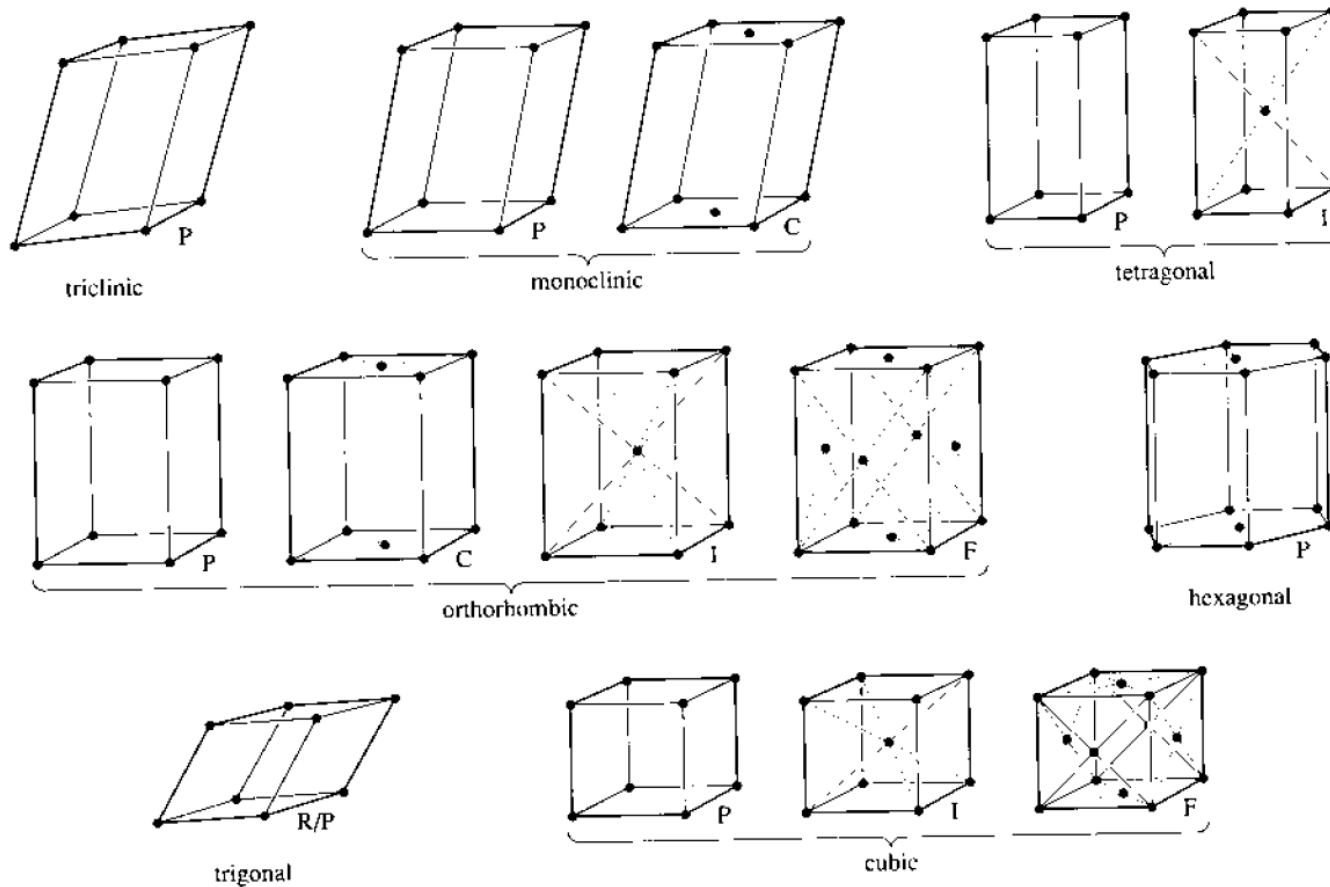 P
P
C
P
I
triclinic
monoclinic
tetragonal
P
C
I
F
P
orthorhombic
hexagonal
R/P
P
I
F
trigonal
cubic